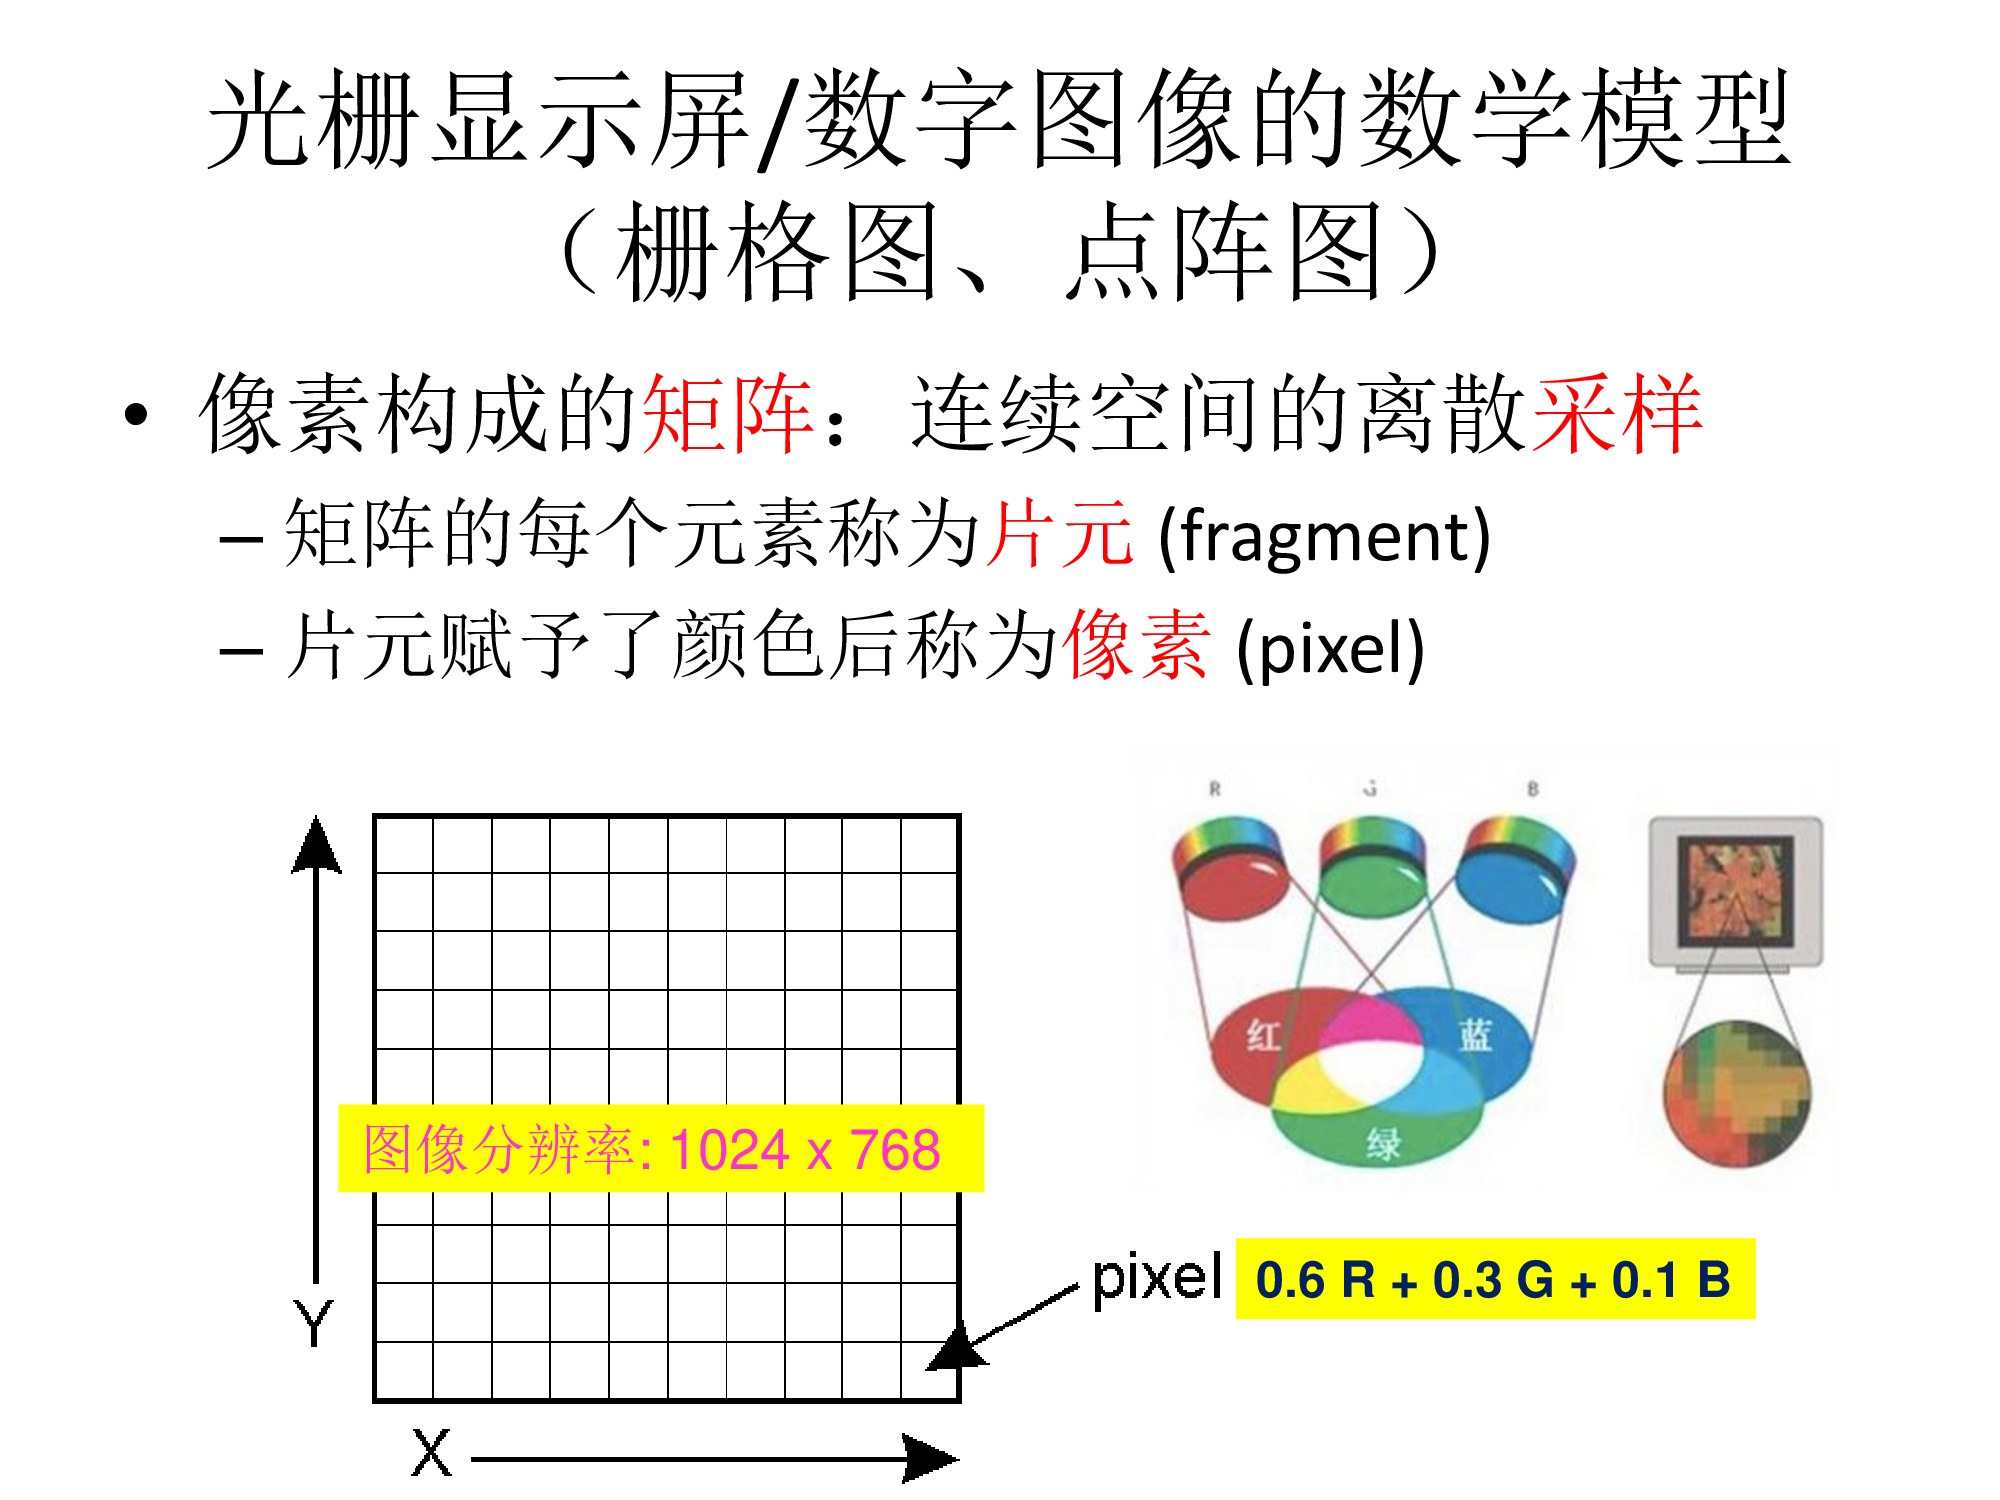 光栅显示屏/数字图像的数学模型
（栅格图、点阵图）
• 像素构成的矩阵：连续空间的离散采样
– 矩阵的每个元素称为片元 (fragment)
– 片元赋予了颜色后称为像素 (pixel)
R G B
红 蓝
绿
图像分辨率: 1024 x 768
pixel 0.6 R + 0.3 G + 0.1 B
Y
X